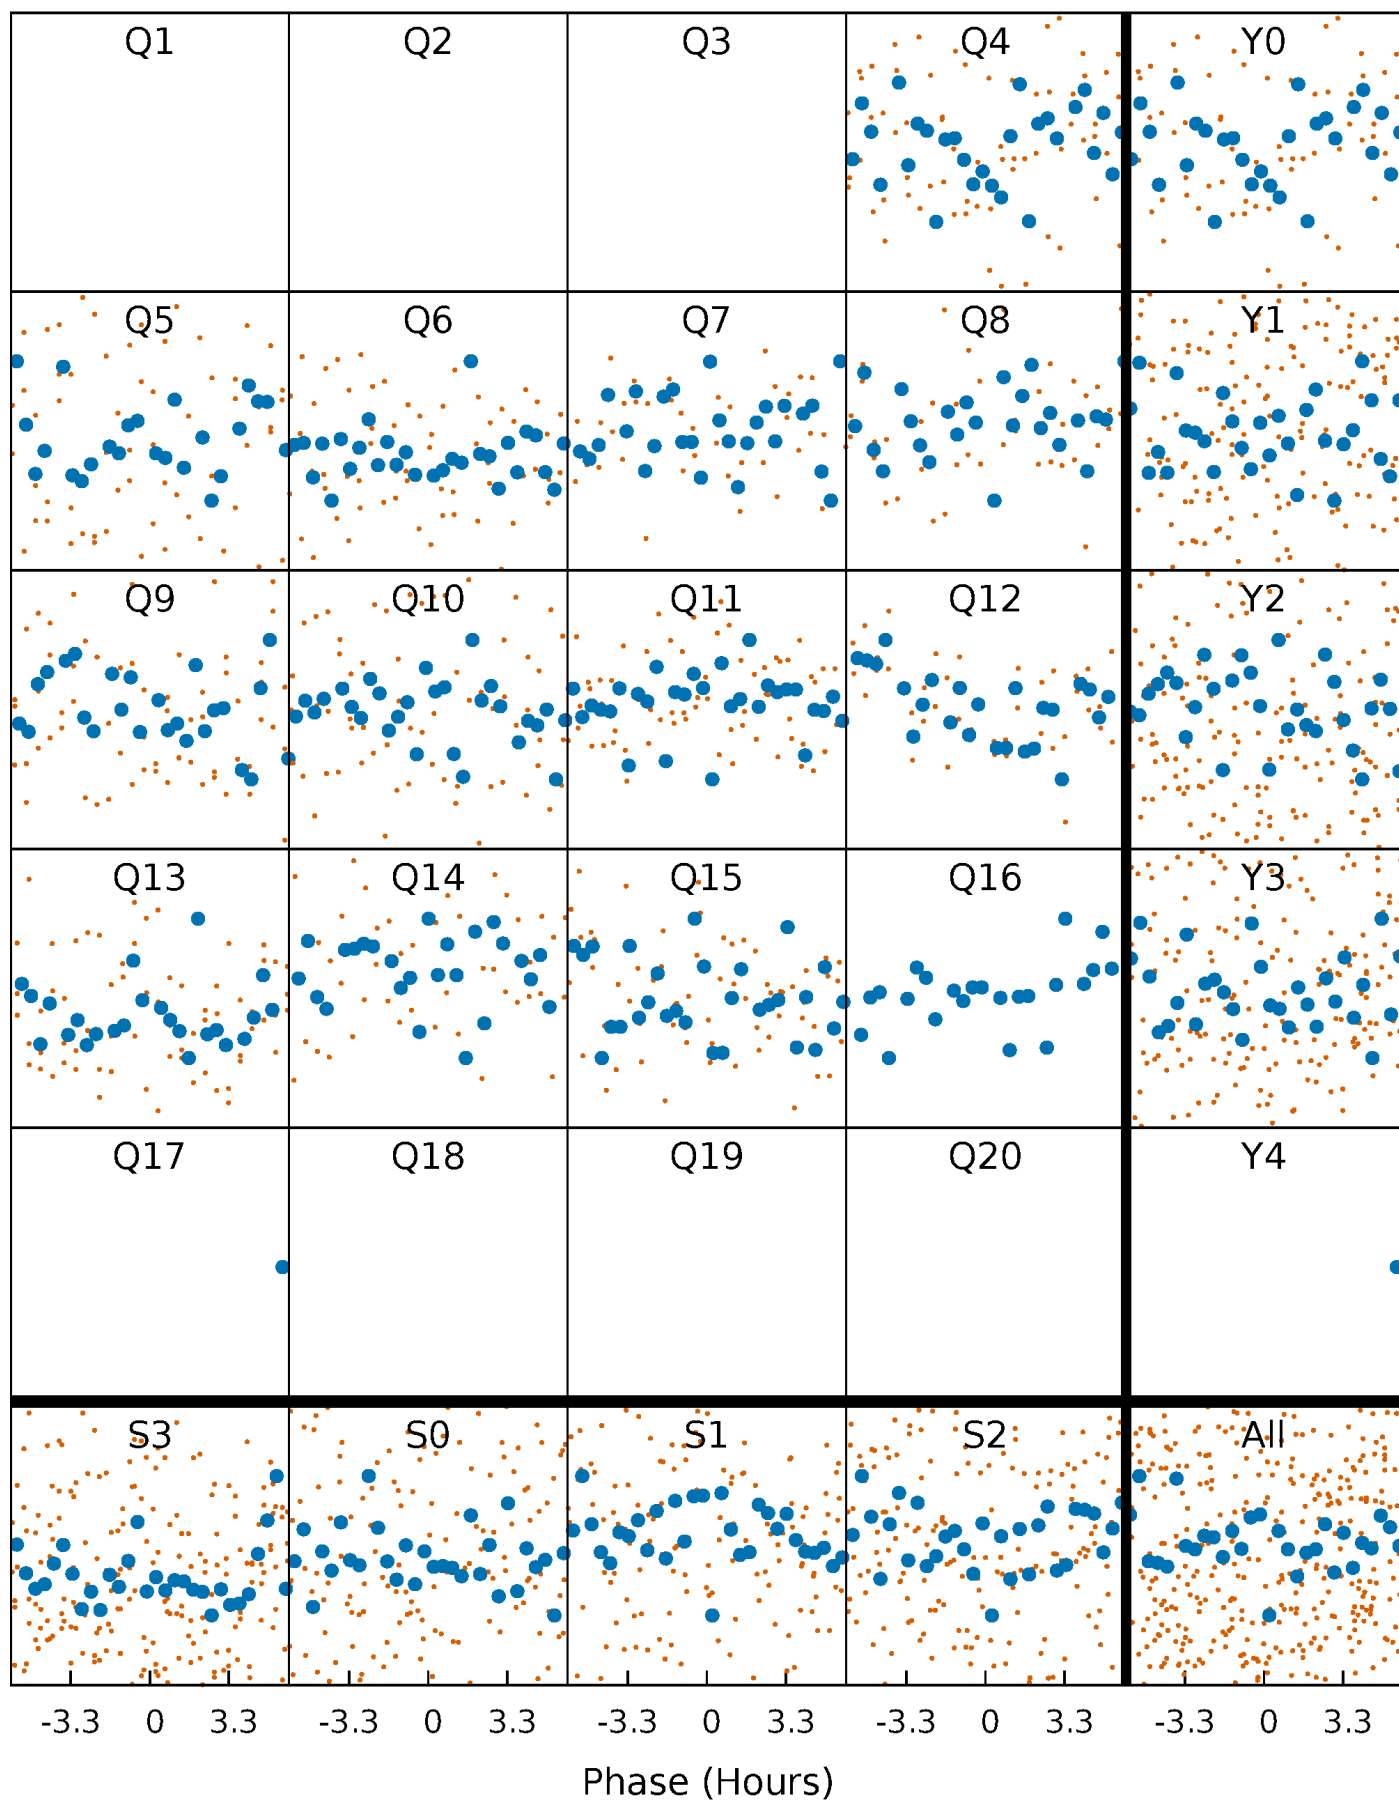 Q1 Q2 Q3 Q4 Y0
Q5 Q6 Q7 Q8 Y1
Q9 Q10 Q11 Q12 Y2
Q13 Q14 Q15 Q16 Y3
Q17 Q18 Q19 Q20 Y4
S3 S0 S1 S2 All
-3.3 0 3.3 -3.3 0 3.3 -3.3 0 3.3 -3.3 0 3.3 -3.3 0 3.3
Phase (Hours)